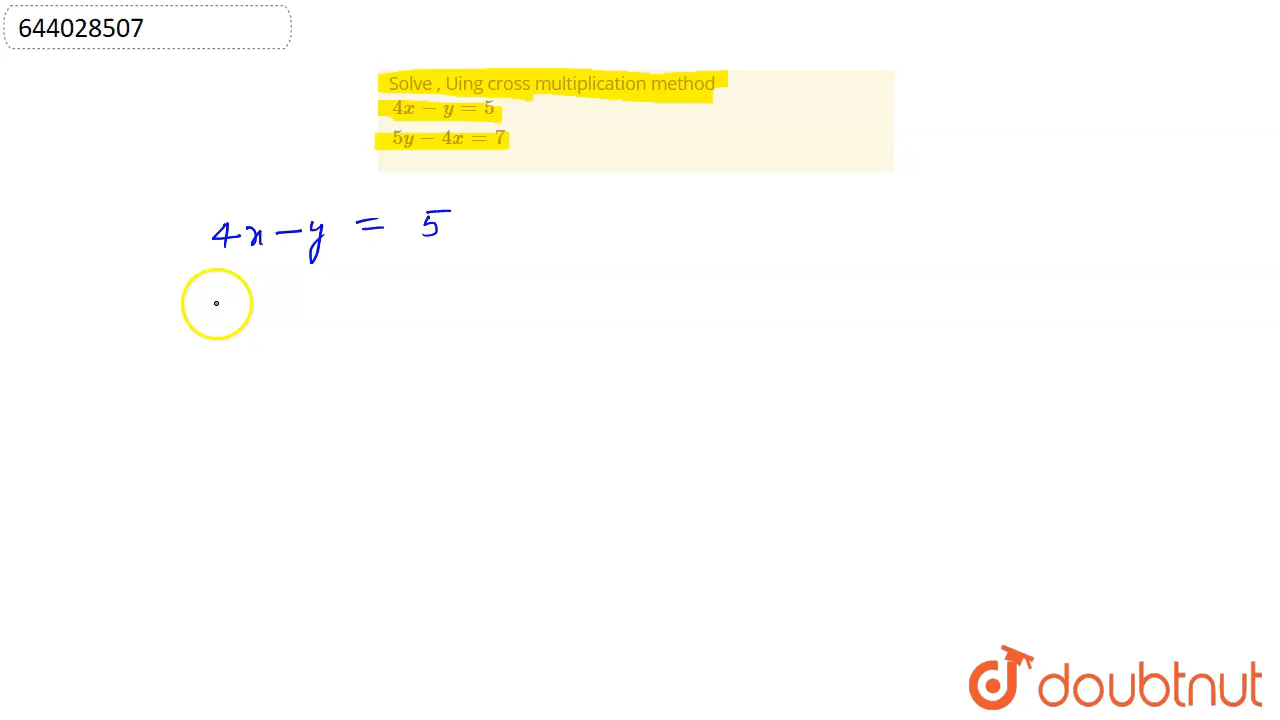 644028507
Solve , Uing cross multiplication method
4x − y = 5
5y − 4x = 7
4x − y = 5
doubtnut